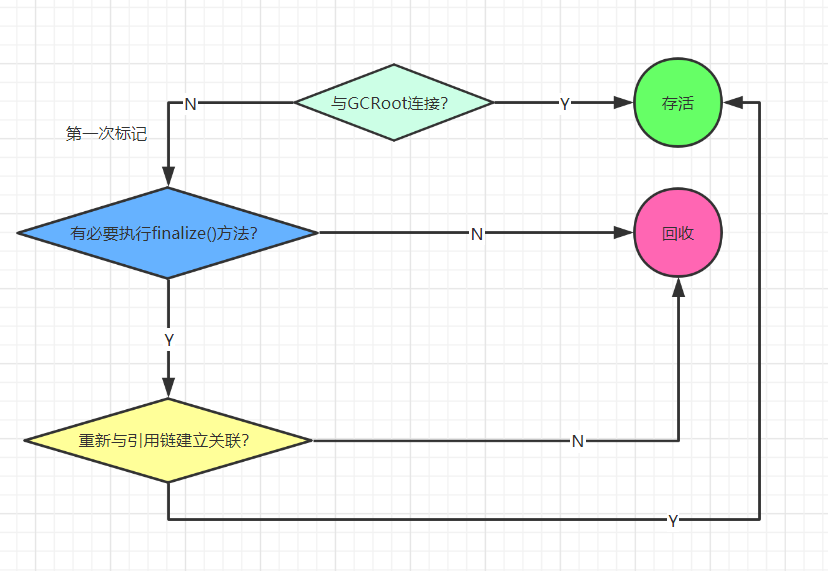 与GCRoot连接?
N
Y
存活
第一次标记
有必要执行finalize()方法?
N
回收
Y
重新与引用链建立关联?
N
Y